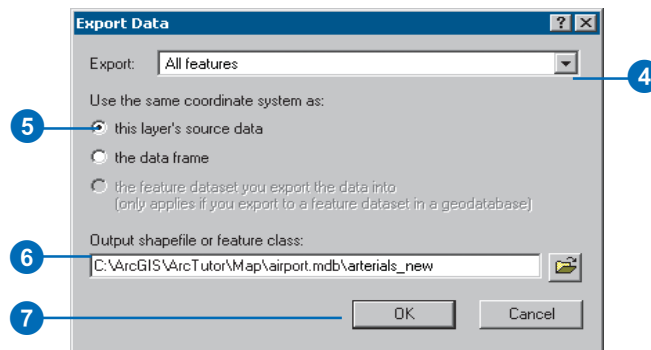 Export Data
Export: All features
4
Use the same coordinate system as:
5
this layer's source data
the data frame
the feature dataset you export the data into
(only applies if you export to a feature dataset in a geodatabase)
Output shapefile or feature class:
6
C:\ArcGIS\ArcTutor\Map\airport.mdb\arterials_new
7
OK Cancel